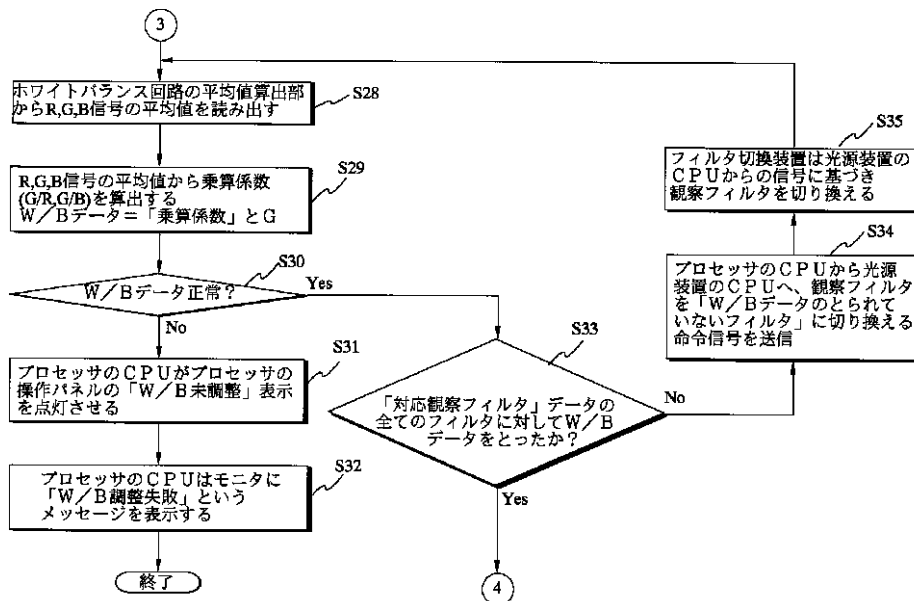 3
ホワイトバランス回路の平均値算出部
からR,G,B信号の平均値を読み出す
S28
R,G,B信号の平均値から乗算係数
(G/R,G/B)を算出する
W/Bデータ=「乗算係数」とG
S29
W/Bデータ正常?
S30
Yes
No
プロセッサのCPUがプロセッサの
操作パネルの「W/B未調整」表示
を点灯させる
S31
プロセッサのCPUはモニタに
「W/B調整失敗」という
メッセージを表示する
S32
終了
S33
「対応観察フィルタ」データの
全てのフィルタに対してW/B
データをとったか?
No
Yes
4
S34
プロセッサのCPUから光源
装置のCPUへ、観察フィルタ
を「W/Bデータのとられて
いないフィルタ」に切り換える
命令信号を送信
S35
フィルタ切換装置は光源装置の
CPUからの信号に基づき
観察フィルタを切り換える